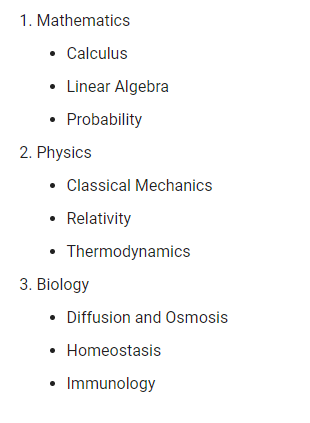 1. Mathematics
• Calculus
• Linear Algebra
• Probability
2. Physics
• Classical Mechanics
• Relativity
• Thermodynamics
3. Biology
• Diffusion and Osmosis
• Homeostasis
• Immunology